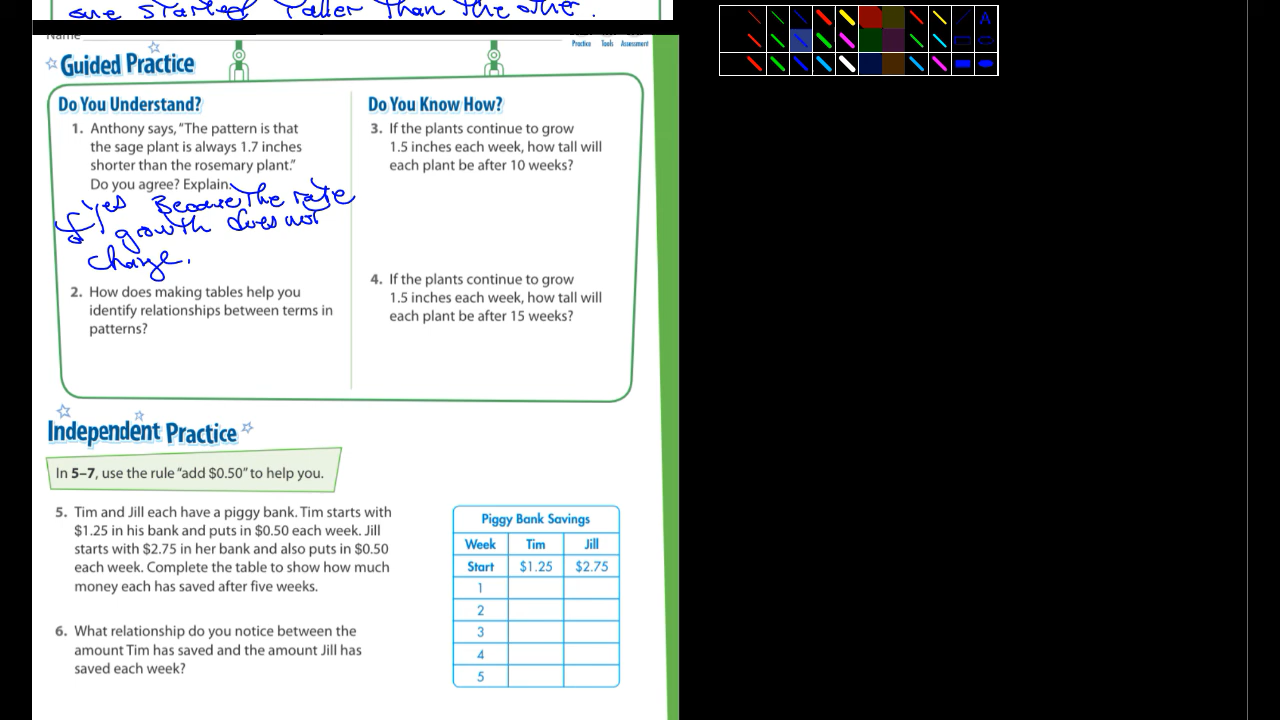 one started taller than the other.
Name
Practice Tools Assessment
Guided Practice
Do You Understand?
1. Anthony says, “The pattern is that
the sage plant is always 1.7 inches
shorter than the rosemary plant.”
Do you agree? Explain.
Yes Because the rate
of growth does not
change.
2. How does making tables help you
identify relationships between terms in
patterns?
Do You Know How?
3. If the plants continue to grow
1.5 inches each week, how tall will
each plant be after 10 weeks?
4. If the plants continue to grow
1.5 inches each week, how tall will
each plant be after 15 weeks?
Independent Practice
In 5–7, use the rule “add $0.50” to help you.
5. Tim and Jill each have a piggy bank. Tim starts with
$1.25 in his bank and puts in $0.50 each week. Jill
starts with $2.75 in her bank and also puts in $0.50
each week. Complete the table to show how much
money each has saved after five weeks.
6. What relationship do you notice between the
amount Tim has saved and the amount Jill has
saved each week?
Piggy Bank Savings
Week Tim Jill
Start $1.25 $2.75
1
2
3
4
5
A